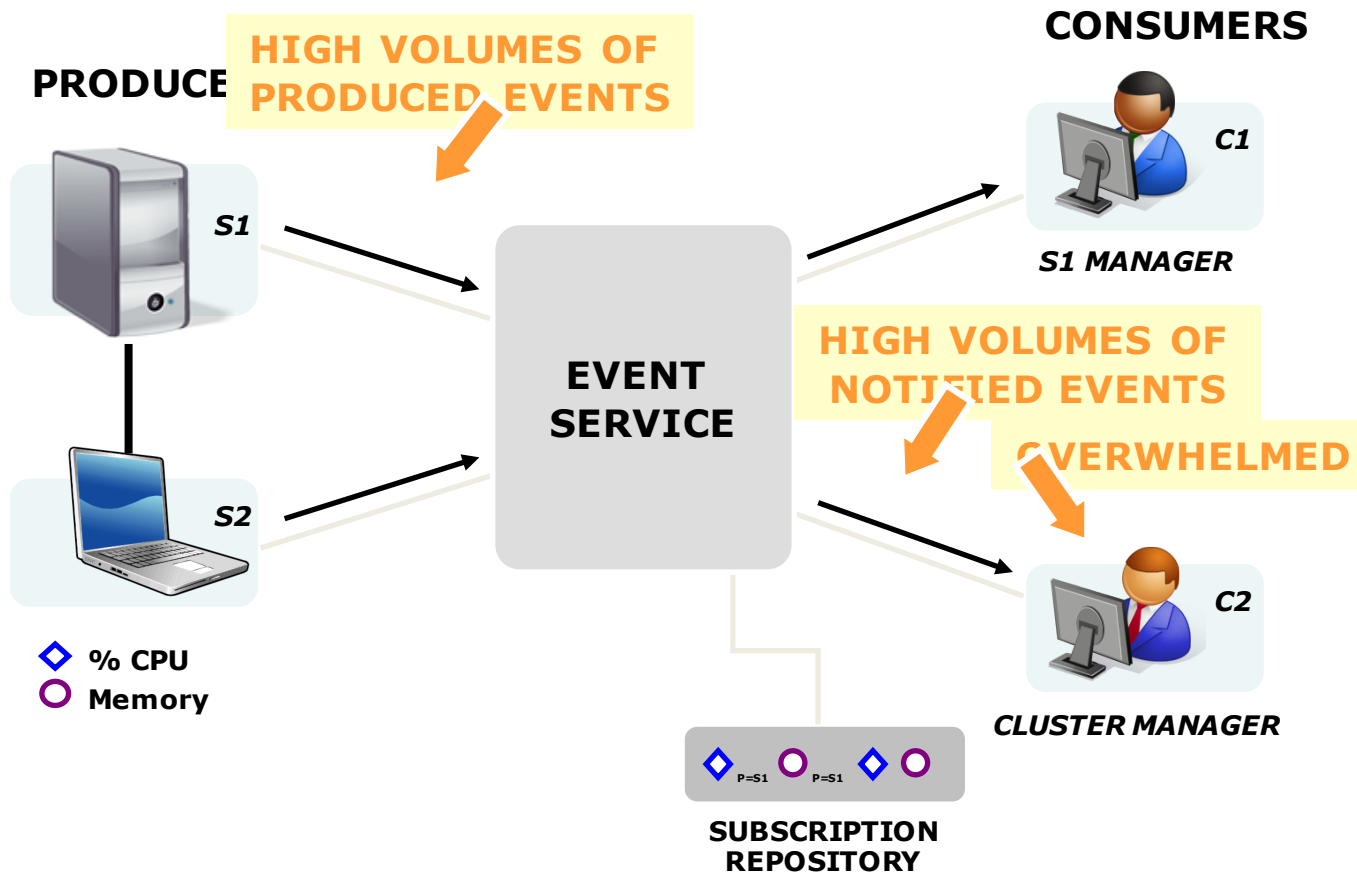 CONSUMERS
HIGH VOLUMES OF
PRODUCED EVENTS
PRODUCE
C1
S1
S1 MANAGER
HIGH VOLUMES OF
NOTIFIED EVENTS
EVENT
SERVICE
OVERWHELMED
S2
C2
% CPU
Memory
CLUSTER MANAGER
P=S1
P=S1
SUBSCRIPTION
REPOSITORY